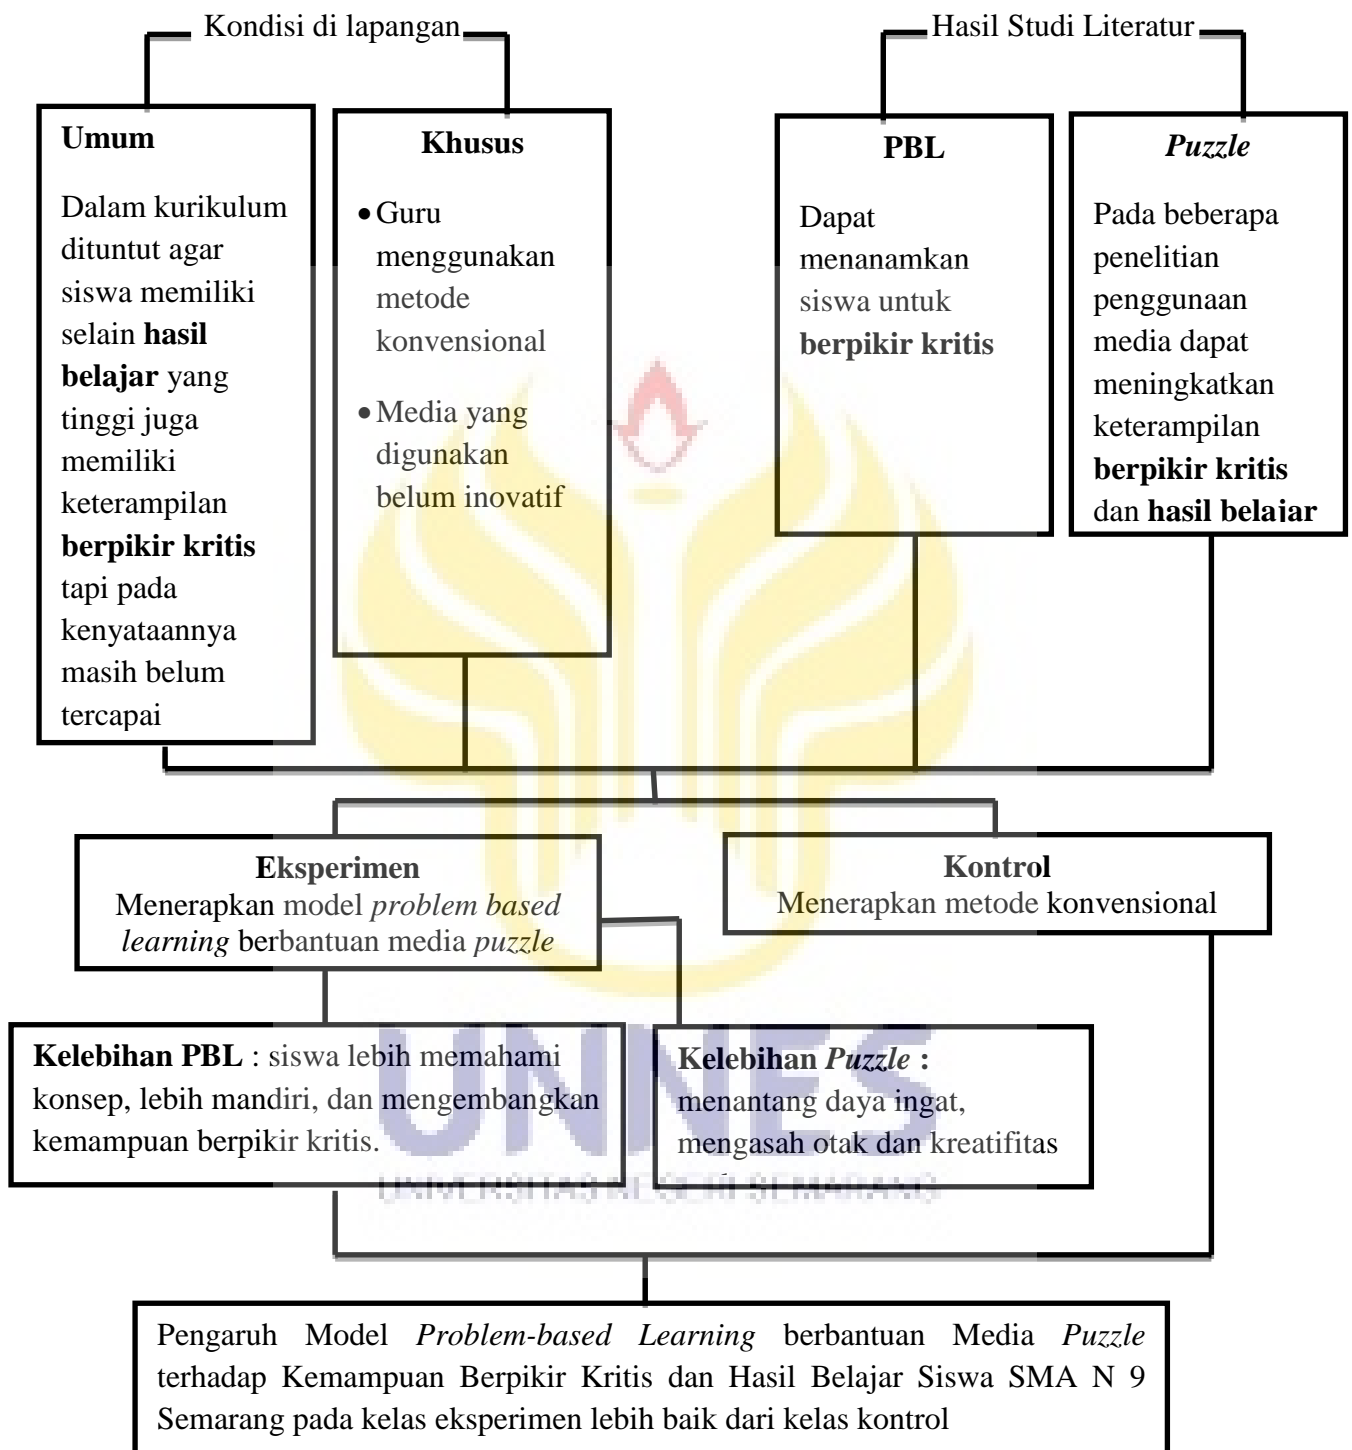 Kondisi di lapangan
Hasil Studi Literatur
Umum
Dalam kurikulum
dituntut agar
siswa memiliki
selain hasil
belajar yang
tinggi juga
memiliki
keterampilan
berpikir kritis
tapi pada
kenyataannya
masih belum
tercapai
Khusus
• Guru
menggunakan
metode
konvensional
• Media yang
digunakan
belum inovatif
PBL
Dapat
menanamkan
siswa untuk
berpikir kritis
Puzzle
Pada beberapa
penelitian
penggunaan
media dapat
meningkatkan
keterampilan
berpikir kritis
dan hasil belajar
Eksperimen
Menerapkan model problem based
learning berbantuan media puzzle
Kontrol
Menerapkan metode konvensional
Kelebihan PBL : siswa lebih memahami
konsep, lebih mandiri, dan mengembangkan
kemampuan berpikir kritis.
Kelebihan Puzzle :
menantang daya ingat,
mengasah otak dan kreatifitas
UNNES
UNIVERSITAS NEGERI SEMARANG
Pengaruh Model Problem-based Learning berbantuan Media Puzzle
terhadap Kemampuan Berpikir Kritis dan Hasil Belajar Siswa SMA N 9
Semarang pada kelas eksperimen lebih baik dari kelas kontrol